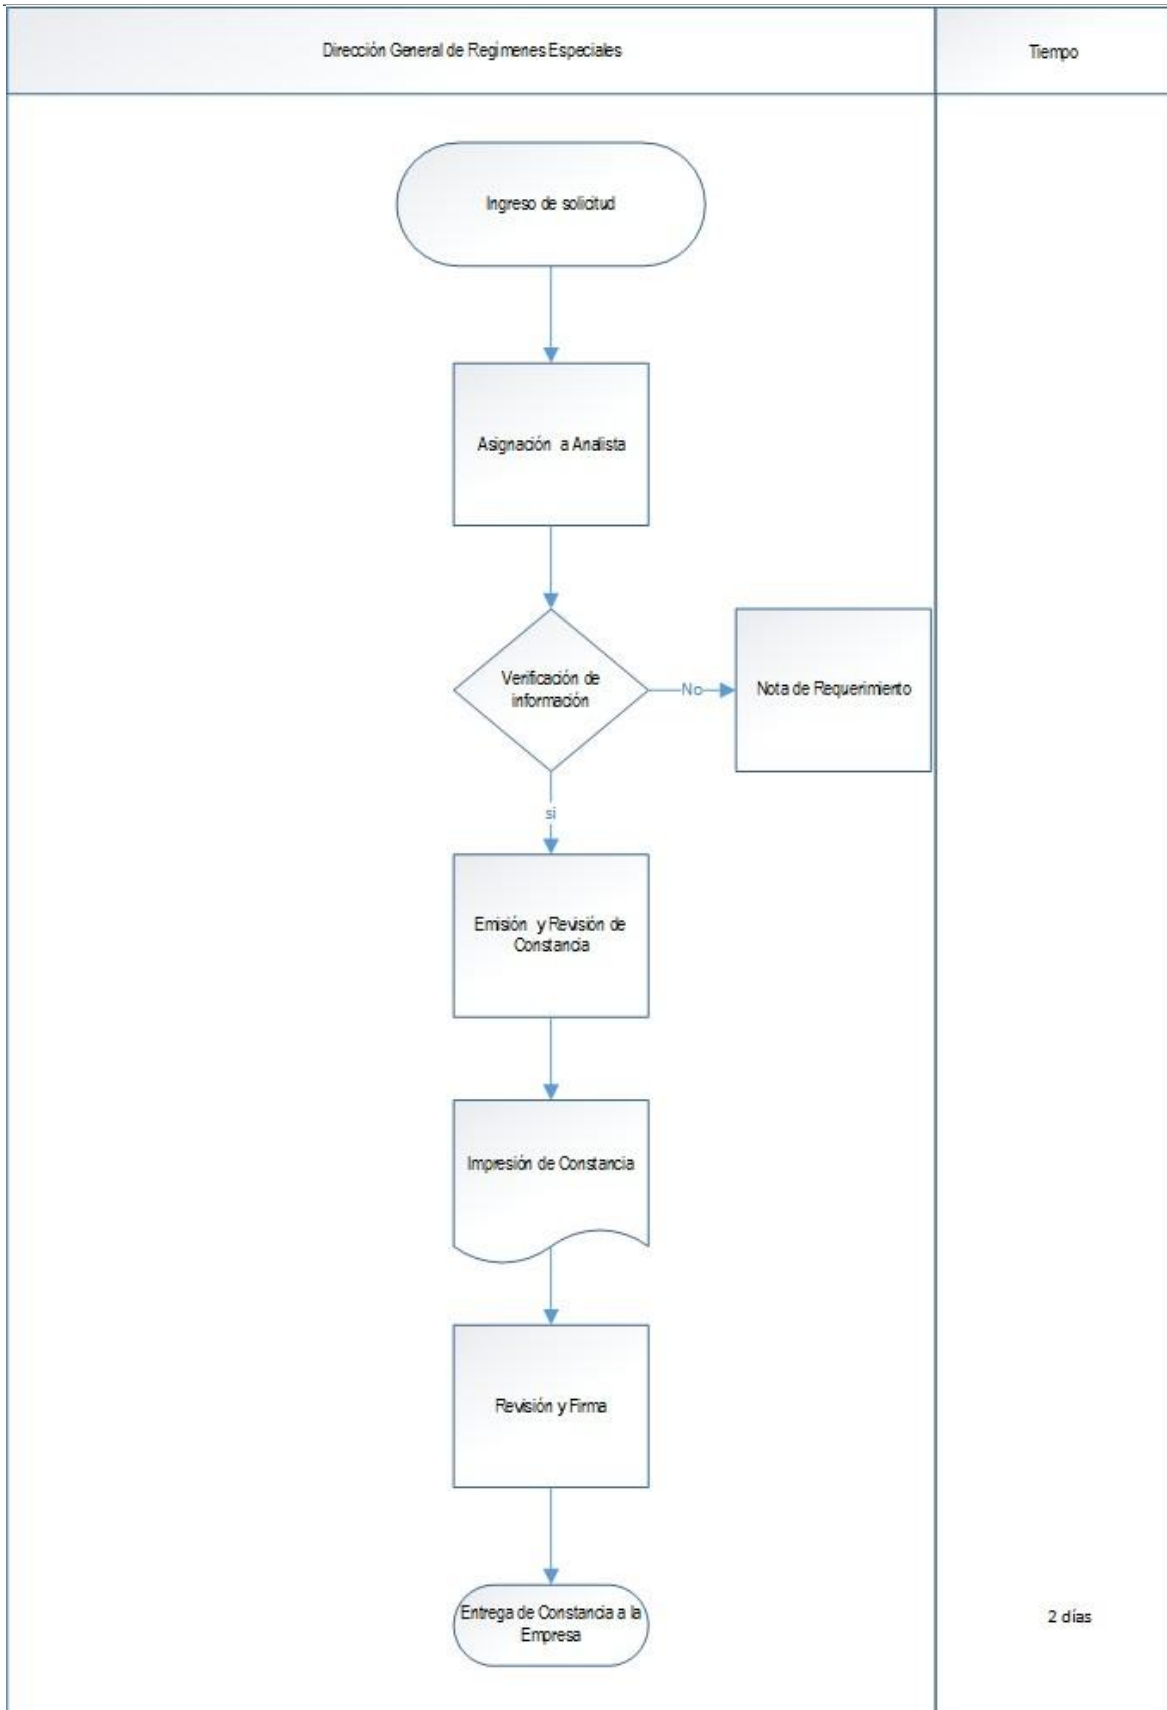 Dirección General de Regímenes Especiales
Tiempo
Ingreso de solicitud
Asignación a Analista
Verificación de
información
No
Nota de Requerimiento
si
Emisión y Revisión de
Constancia
Impresión de Constancia
Revisión y Firma
Entrega de Constancia a la
Empresa
2 días